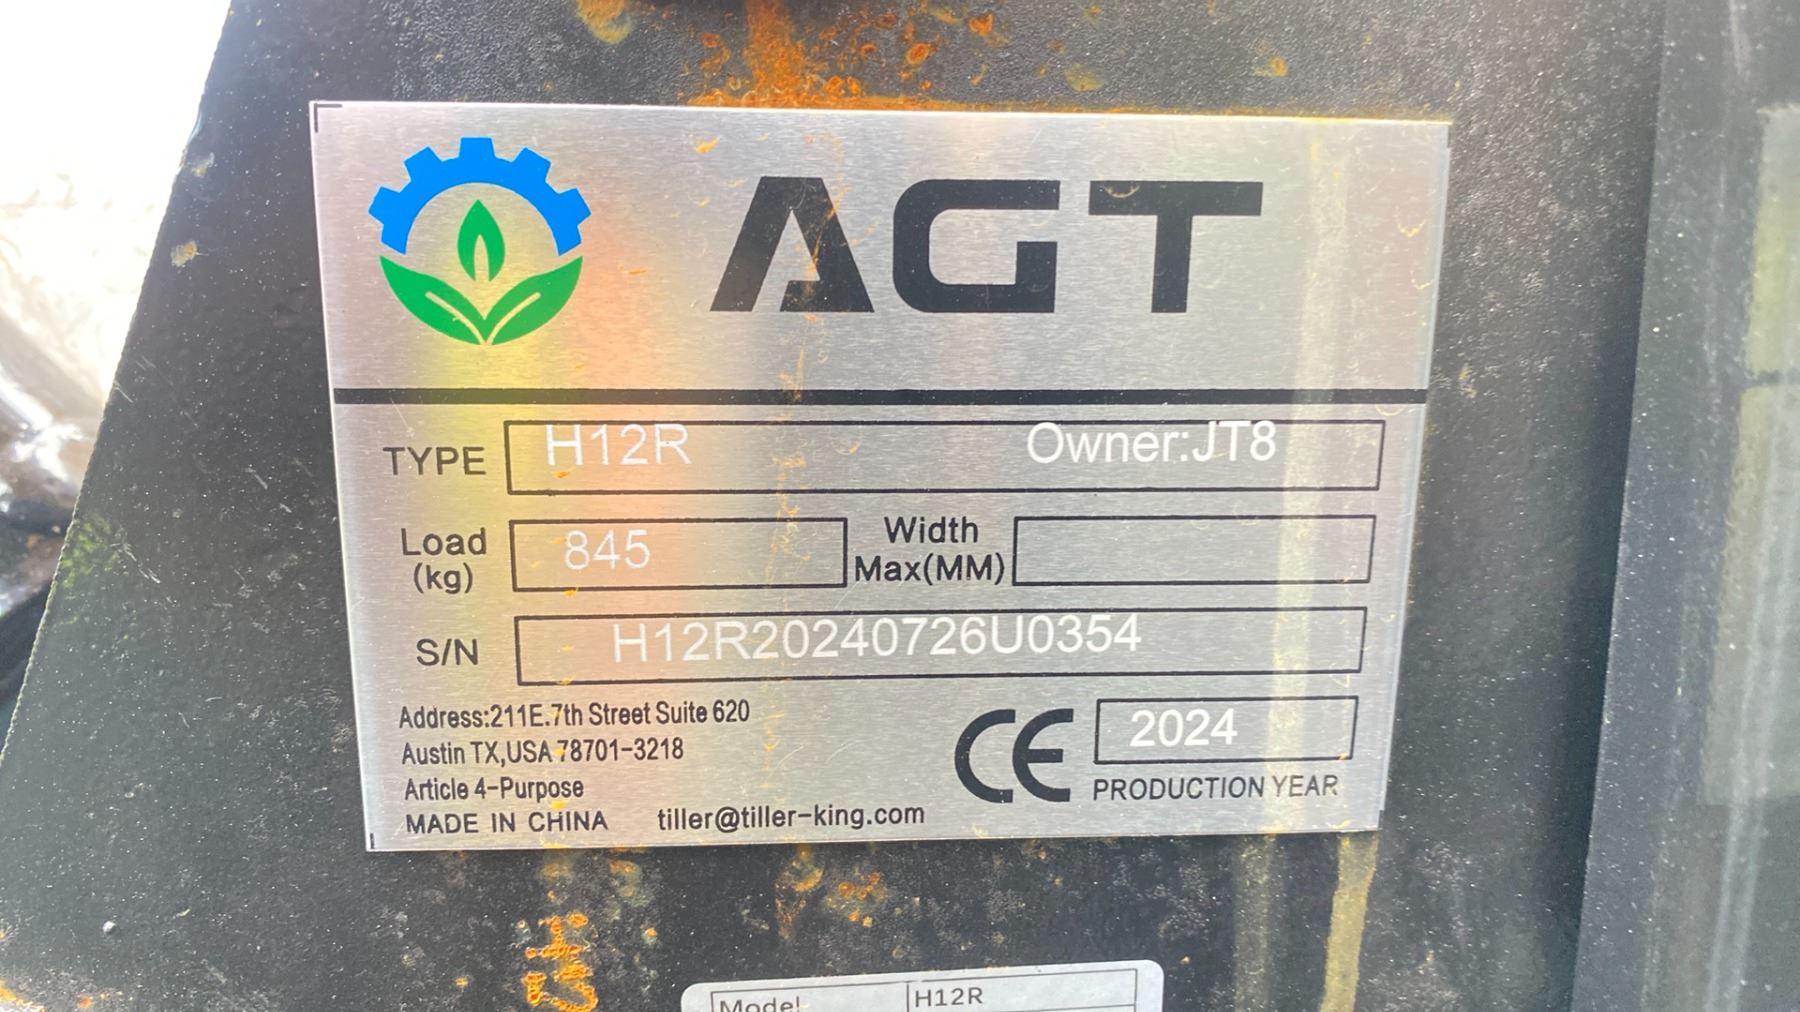 AGT
TYPE H12R Owner:JT8
Load (kg) 845 Width Max(MM)
S/N H12R20240726U0354
Address:211E.7th Street Suite 620
Austin TX,USA 78701-3218
Article 4-Purpose
MADE IN CHINA tiller@tiller-king.com
CE 2024
PRODUCTION YEAR
Model H12R